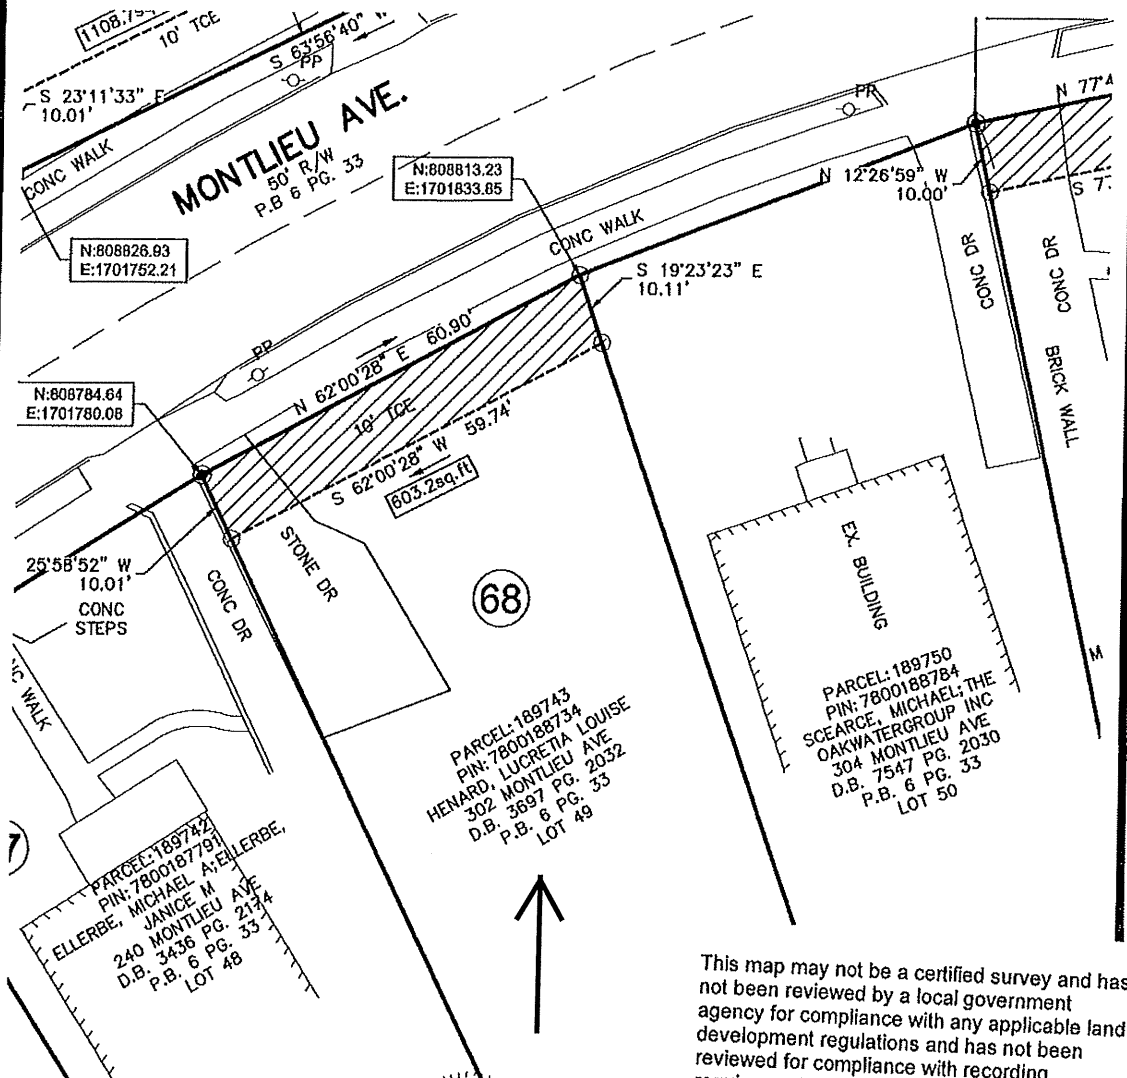 10' TCE
S 63°56'40"
PP
S 23°11'33" E
10.01'
CONC WALK
MONTLIEU AVE.
50' R/W
P.B 6 PG. 33
N:808826.93
E:1701752.21
N:808813.23
E:1701833.85
PP
N 77°4
N 12°26'59" W
10.00'
S 7
CONC WALK
S 19°23'23" E
10.11'
CONC DR
CONC DR
BRICK WALL
PP
N 62°00'28" E 60.90'
10' TCE
S 62°00'28" W 59.74'
603.2sq.ft
N:808784.64
E:1701780.08
25°58'52" W
10.01'
CONC
STEPS
CONC DR
STONE DR
68
EX. BUILDING
M
WALK
PARCEL:189743
PIN:7800188734
HENARD, LUCRETIA LOUISE
302 MONTLIEU AVE
D.B. 3697 PG. 2032
P.B. 6 PG. 33
LOT 49
PARCEL:189750
PIN:7800188784
SCEARCE, MICHAEL;THE
OAKWATERGROUP INC
304 MONTLIEU AVE
D.B. 7547 PG. 2030
P.B. 6 PG. 33
LOT 50
7
PARCEL:189742
PIN:7800187791
ELLERBE, MICHAEL A;ELLERBE,
JANICE M
240 MONTLIEU AVE
D.B. 3436 PG. 2174
P.B. 6 PG. 33
LOT 48
This map may not be a certified survey and has
not been reviewed by a local government
agency for compliance with any applicable land
development regulations and has not been
reviewed for compliance with recording